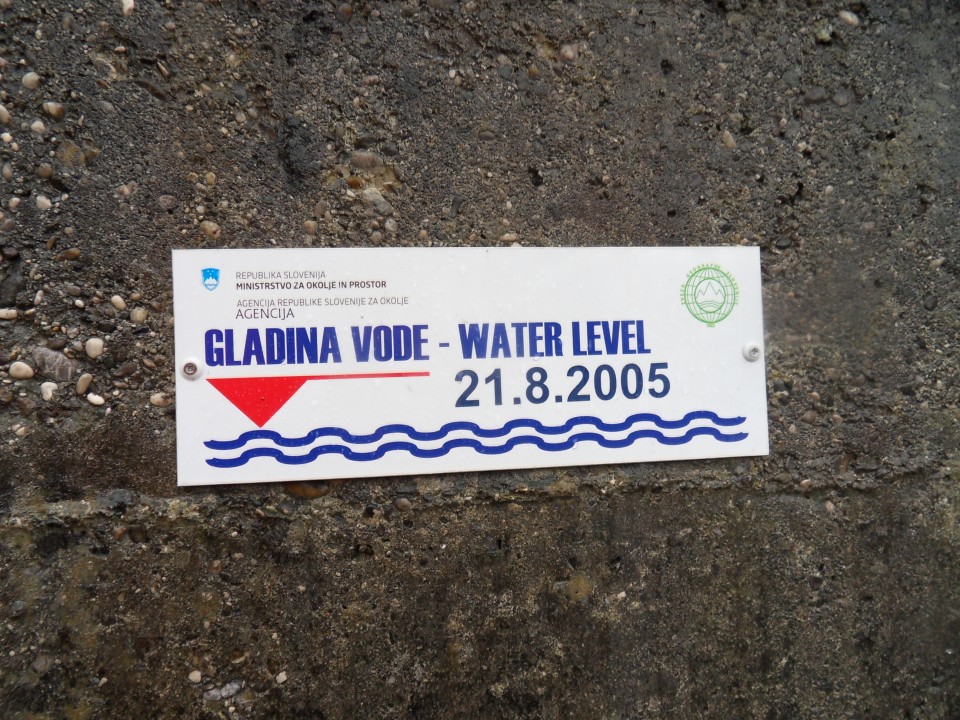 REPUBLIKA SLOVENIJA
MINISTRSTVO ZA OKOLJE IN PROSTOR
AGENCIJA REPUBLIKE SLOVENIJE ZA OKOLJE
AGENCIJA
GLADINA VODE - WATER LEVEL
21.8.2005